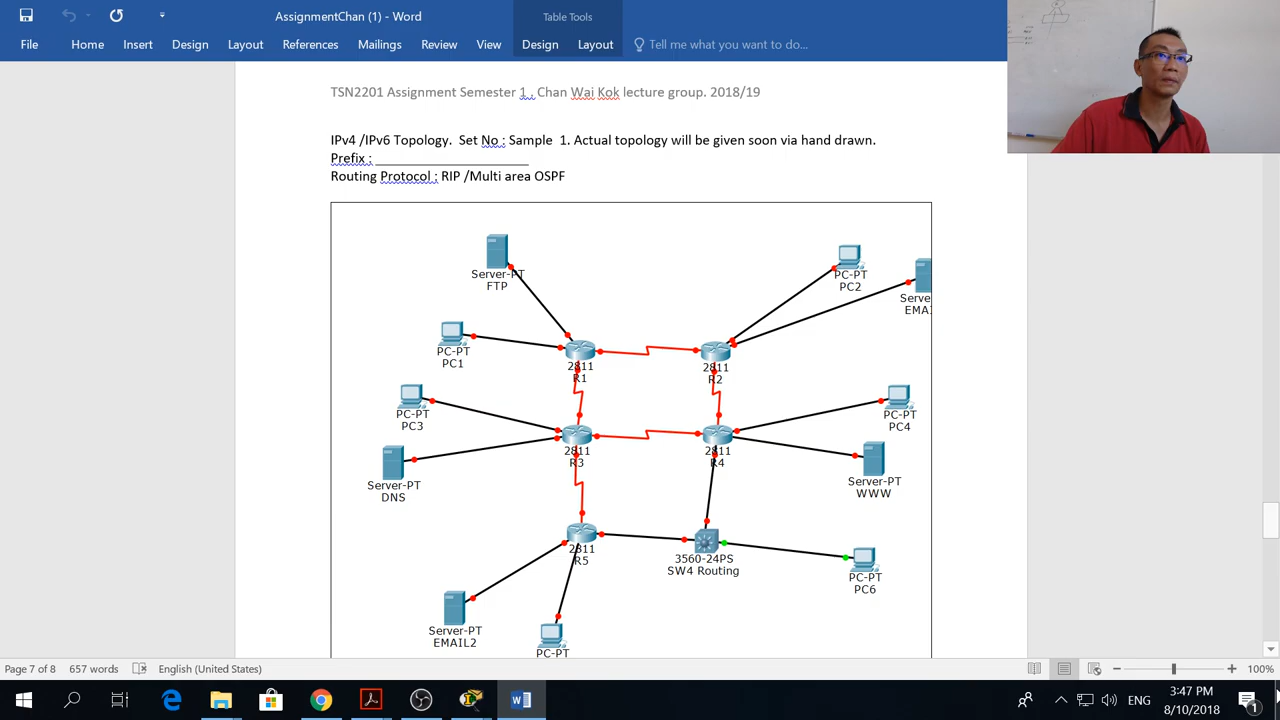 AssignmentChan (1) - Word
Table Tools
File Home Insert Design Layout References Mailings Review View Design Layout Tell me what you want to do...
TSN2201 Assignment Semester 1 , Chan Wai Kok lecture group. 2018/19
IPv4 /IPv6 Topology. Set No : Sample 1. Actual topology will be given soon via hand drawn.
Prefix : ____________________
Routing Protocol : RIP /Multi area OSPF
Server-PT
FTP
PC-PT
PC2
Serve
EMAI
PC-PT
PC1
2811
R1
2811
R2
PC-PT
PC3
PC-PT
PC4
2811
R3
2811
R4
Server-PT
DNS
Server-PT
WWW
2811
R5
3560-24PS
SW4 Routing
PC-PT
PC6
Server-PT
EMAIL2
PC-PT
Page 7 of 8 657 words English (United States) 100%
ENG
3:47 PM
8/10/2018
1